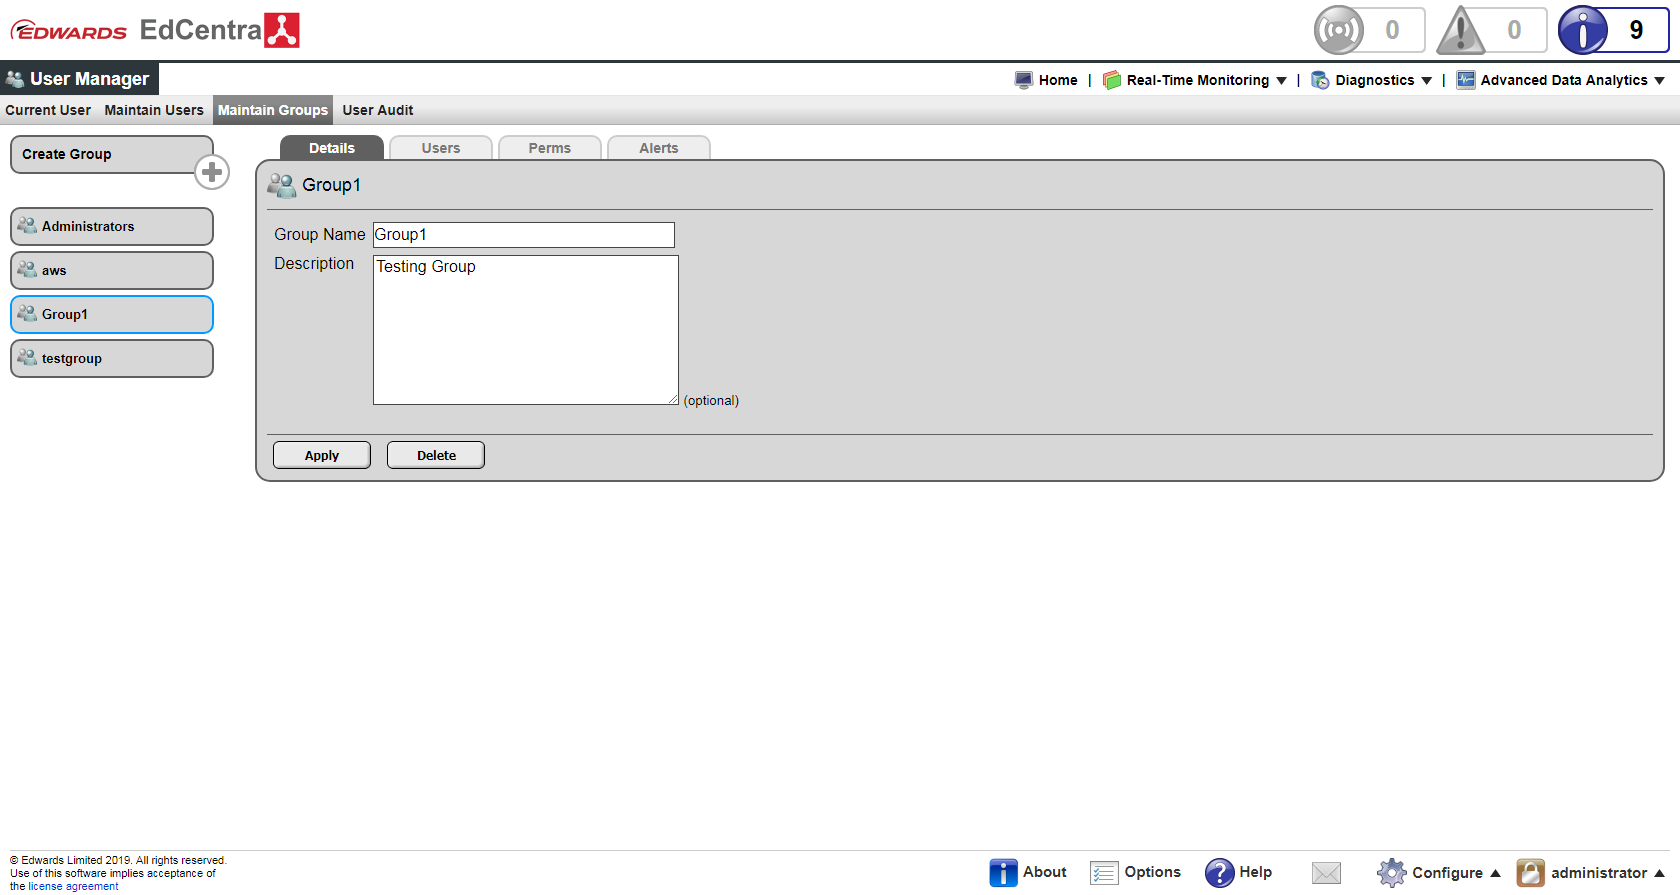 EDWARDS EdCentra
0
0
9
User Manager
Home | Real-Time Monitoring ▼ | Diagnostics ▼ | Advanced Data Analytics ▼
Current User Maintain Users Maintain Groups User Audit
Create Group
Administrators
aws
Group1
testgroup
Details Users Perms Alerts
Group1
Group Name Group1
Description Testing Group
(optional)
Apply Delete
© Edwards Limited 2019. All rights reserved.
Use of this software implies acceptance of
the license agreement
About Options Help Configure ▲ administrator ▲